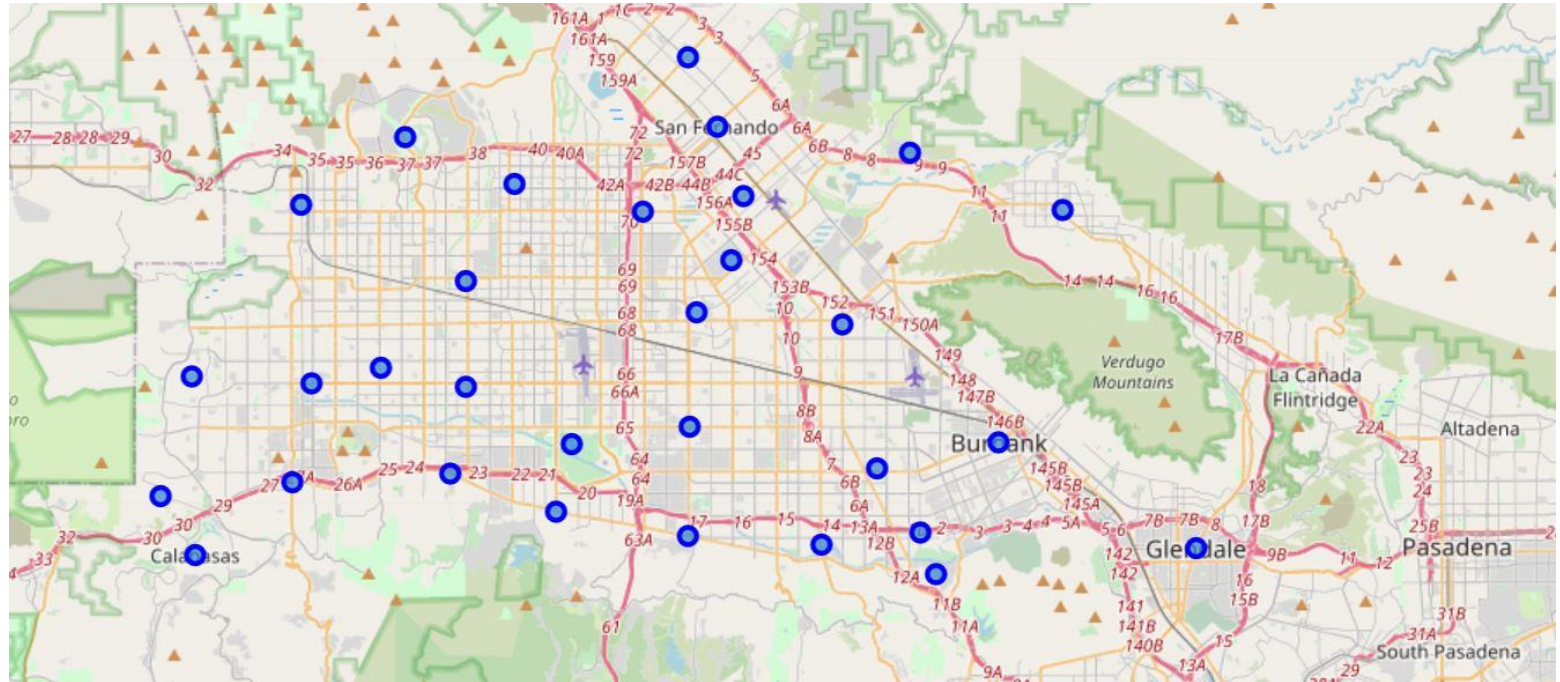 161A 1 1C 2 2 3
161A 3
159 5
159A 6A
72 San Fernando 6A
27 28 28 29 30 34 35 35 36 37 37 38 40 40A 72 157B 45 6B 8 8 9 9
32 42A 42B 44B 44C 11
156A 11
70 155B
69 154 14 14 16 16
69 153B
68 10 152 151 150A 17B
68 10 149
66 9 148 Verdugo
Mountains La Cañada
Flintridge
66A 8B 147B
65 8A 146B 22A Altadena
Burbank
64 7 145B 23
25 24 23 22 21 64 6B 145B 23
27 26A 20 19A 6A 145A 18 24
29
30 17 16 15 14 13A 2 3 3 4 4 5A 5 6 7B 7B 8 17B 25B
32 30 63A 12B 142 Glendale 9B 11 12 Pasadena
33 Calabasas 12A 142 16
11B 141 15B
61 11A 141B 15 31B
140B 31A
9A 13A 29 South Pasadena